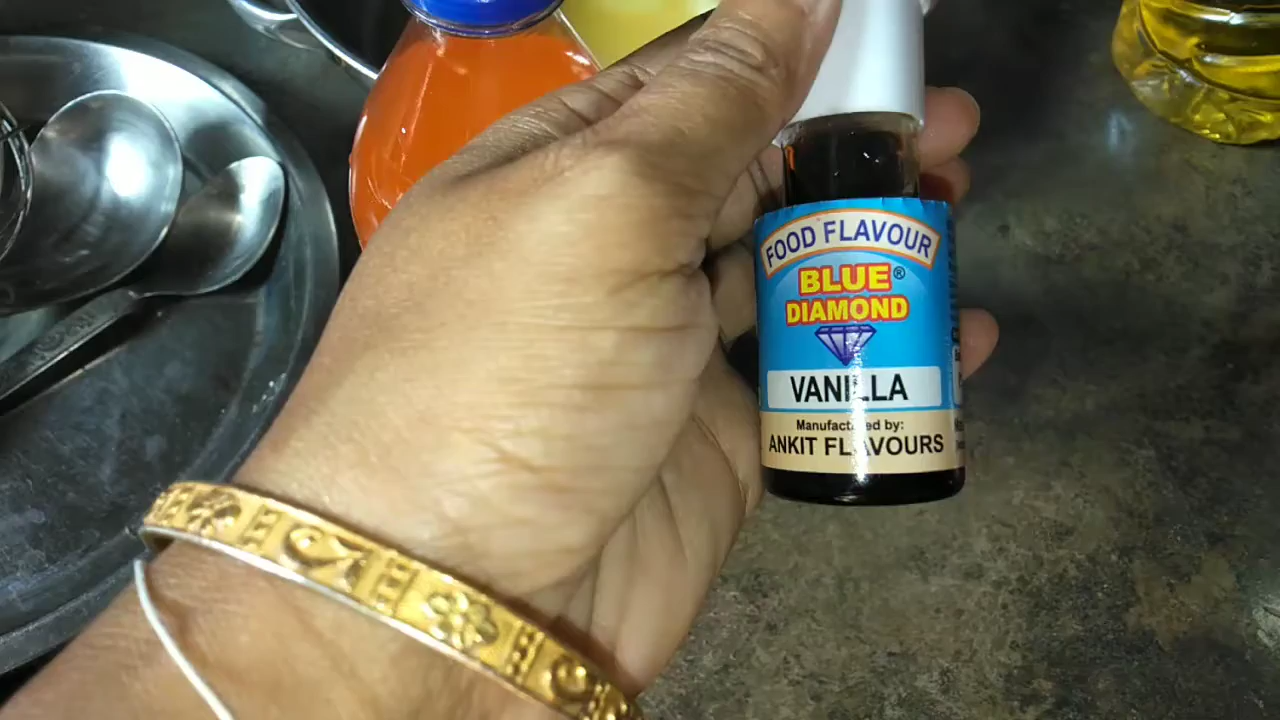 FOOD FLAVOUR
BLUE®
DIAMOND
VANILLA
Manufactured by:
ANKIT FLAVOURS